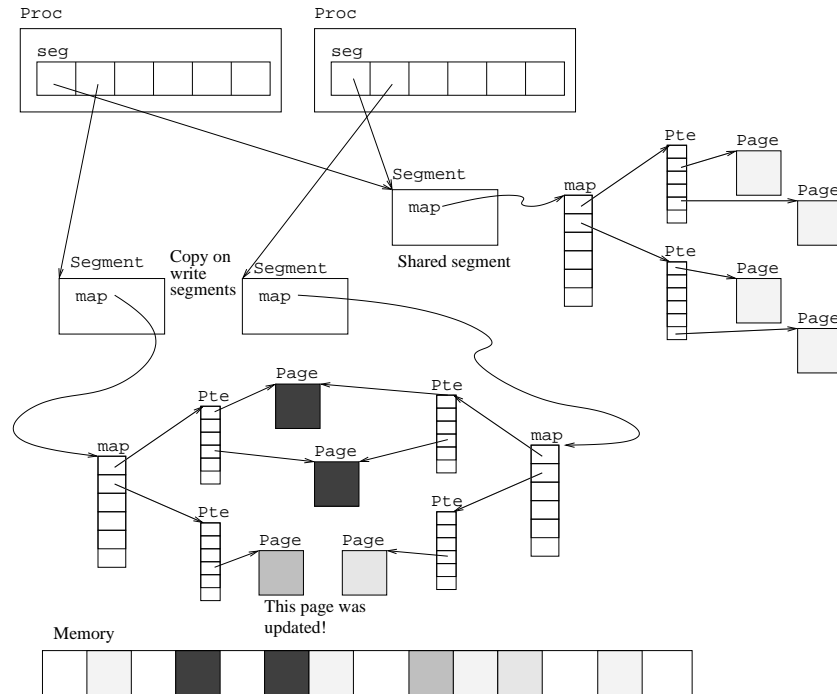 Proc
Proc
seg
seg
Pte
Page
Segment
map
Page
map
Pte
Copy on
write
segments
Shared segment
Page
Segment
Segment
map
map
Page
Page
Pte
Pte
map
Page
map
Pte
Pte
Page
Page
This page was
updated!
Memory